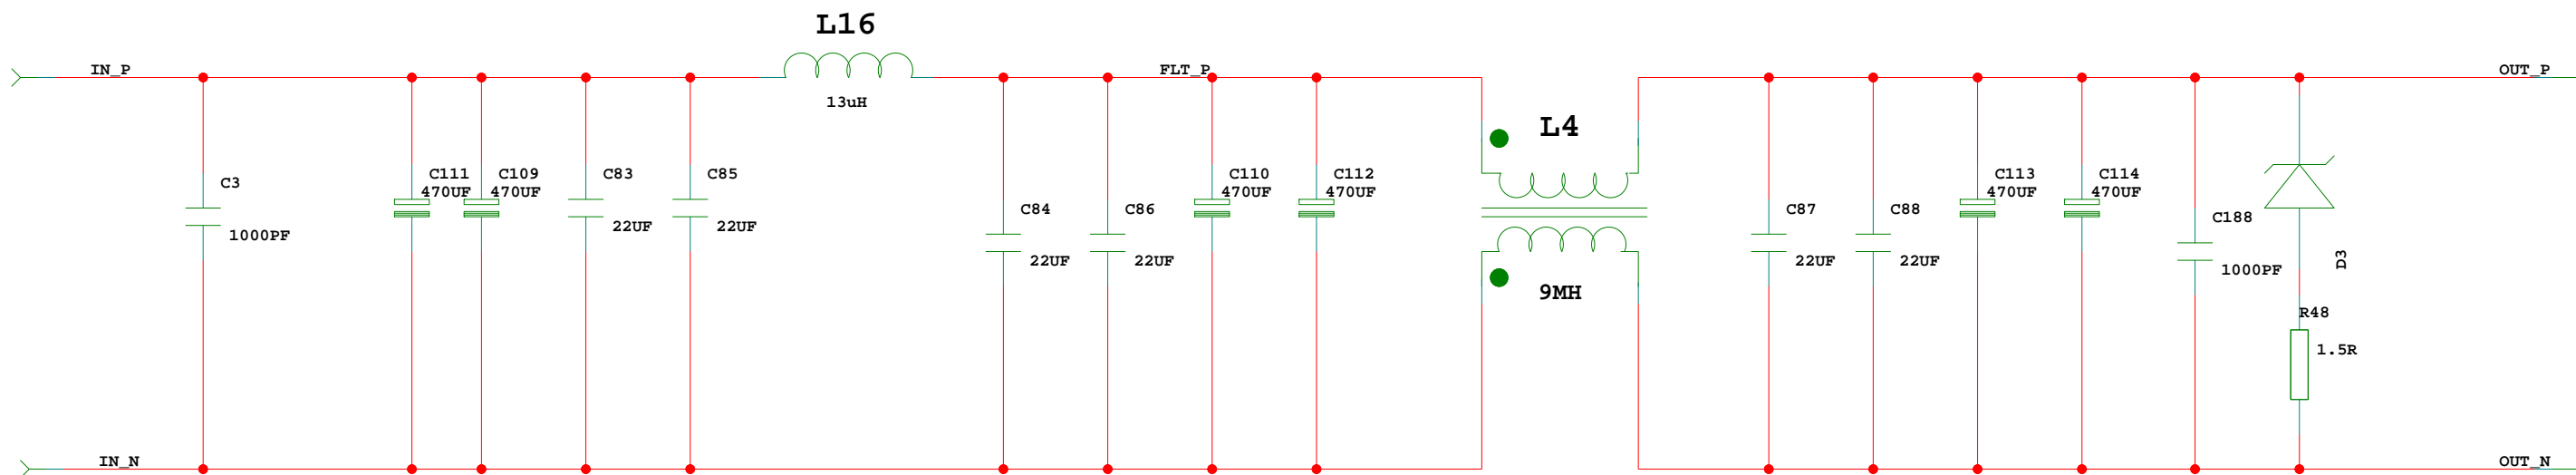 L16
IN_P
FLT_P
OUT_P
13uH
L4
C3
1000PF
C111
470UF
C109
470UF
C83
22UF
C85
22UF
C84
22UF
C86
22UF
C110
470UF
C112
470UF
9MH
C87
22UF
C88
22UF
C113
470UF
C114
470UF
C188
1000PF
D3
R48
1.5R
IN_N
OUT_N